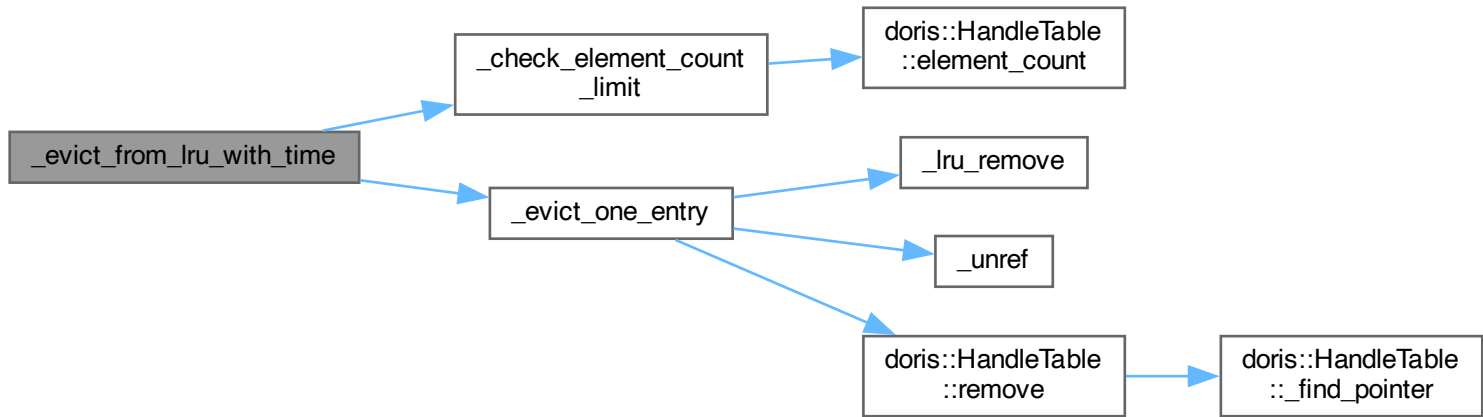 _evict_from_lru_with_time
_check_element_count
_limit
doris::HandleTable
::element_count
_evict_one_entry
_lru_remove
_unref
doris::HandleTable
::remove
doris::HandleTable
::_find_pointer